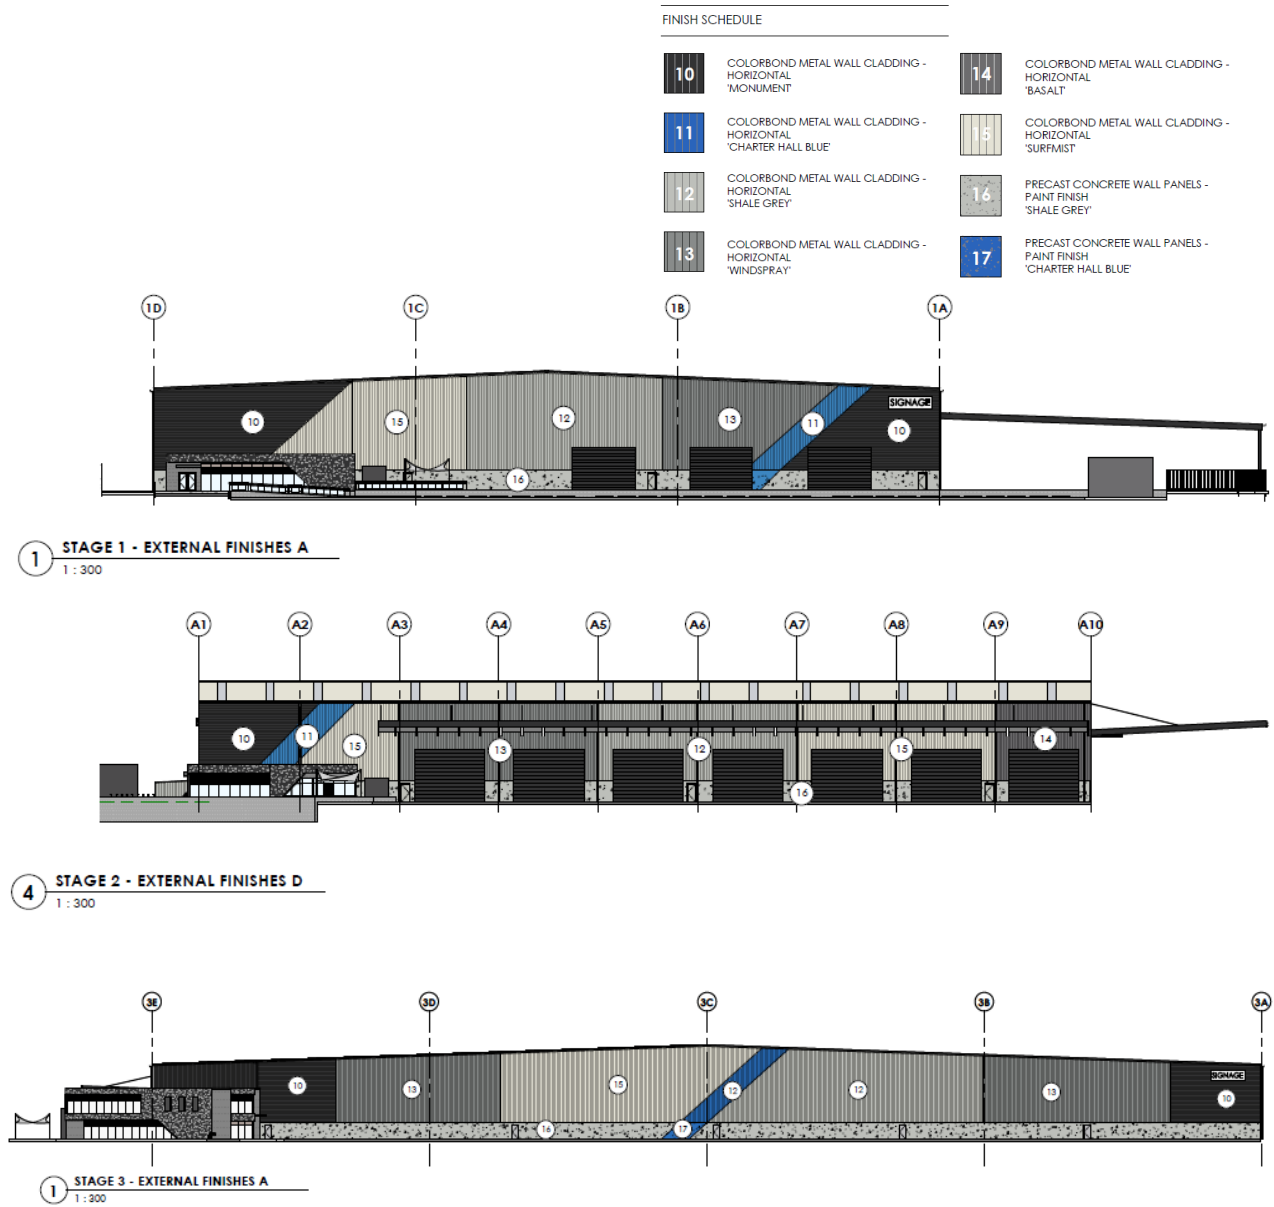 FINISH SCHEDULE
10
COLORBOND METAL WALL CLADDING -
HORIZONTAL
'MONUMENT'
11
COLORBOND METAL WALL CLADDING -
HORIZONTAL
'CHARTER HALL BLUE'
12
COLORBOND METAL WALL CLADDING -
HORIZONTAL
'SHALE GREY'
13
COLORBOND METAL WALL CLADDING -
HORIZONTAL
'WINDSPRAY'
14
COLORBOND METAL WALL CLADDING -
HORIZONTAL
'BASALT'
15
COLORBOND METAL WALL CLADDING -
HORIZONTAL
'SURFMIST'
16
PRECAST CONCRETE WALL PANELS -
PAINT FINISH
'SHALE GREY'
17
PRECAST CONCRETE WALL PANELS -
PAINT FINISH
'CHARTER HALL BLUE'
1D 1C 1B 1A
SIGNAGE
10 15 12 13 11 10
16
1 STAGE 1 - EXTERNAL FINISHES A
1 : 300
A1 A2 A3 A4 A5 A6 A7 A8 A9 A10
10 11 15 13 12 15 14
16
4 STAGE 2 - EXTERNAL FINISHES D
1 : 300
3E 3D 3C 3B 3A
SIGNAGE
10 13 15 12 12 13 10
16 17
1 STAGE 3 - EXTERNAL FINISHES A
1 : 300